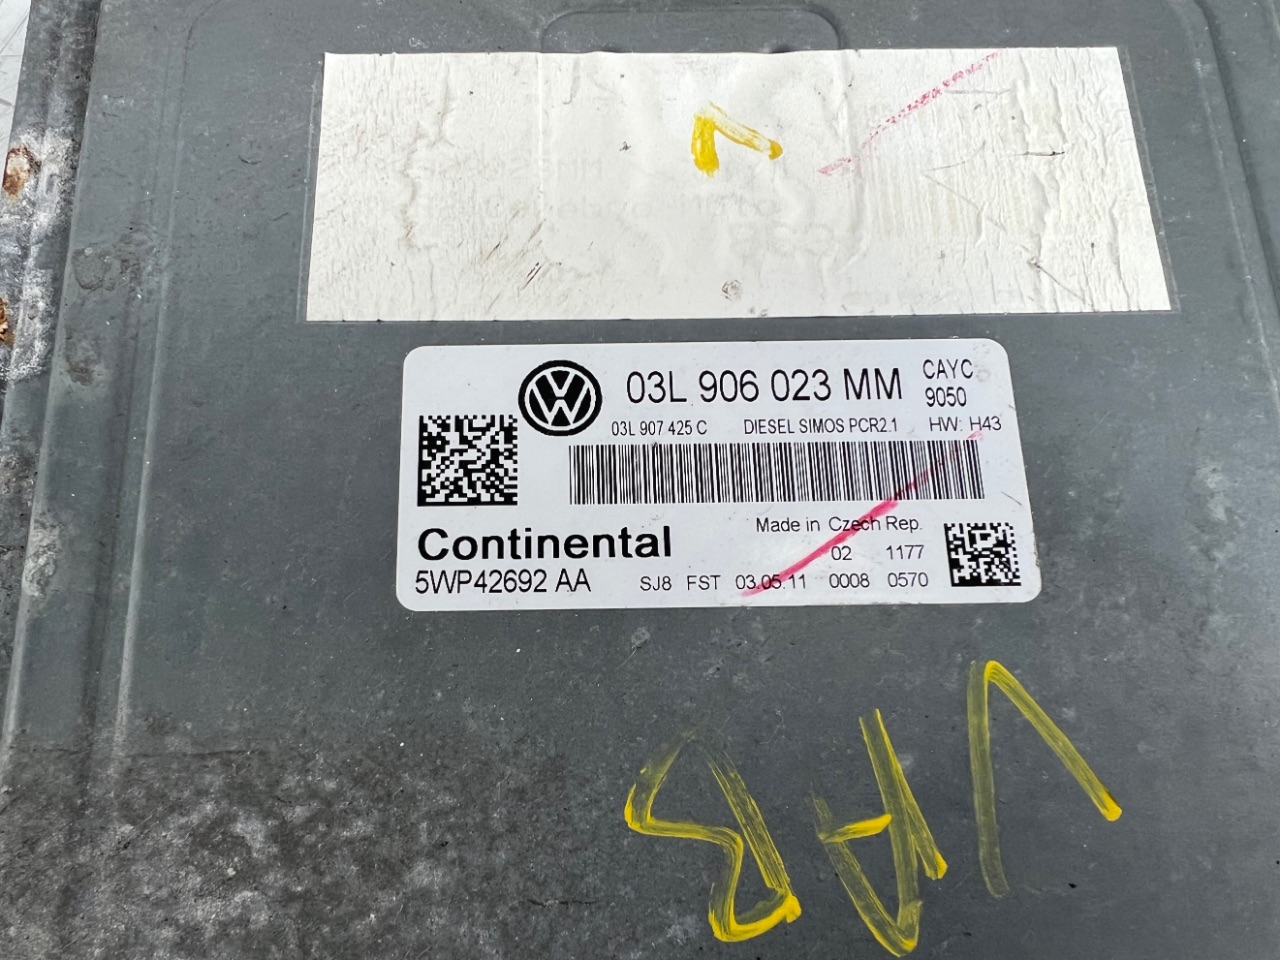 03L 906 023 MM
CAYC
9050
03L 907 425 C DIESEL SIMOS PCR2.1 HW: H43
Continental
Made in Czech Rep.
02 1177
5WP42692 AA SJ8 FST 03.05.11 0008 0570